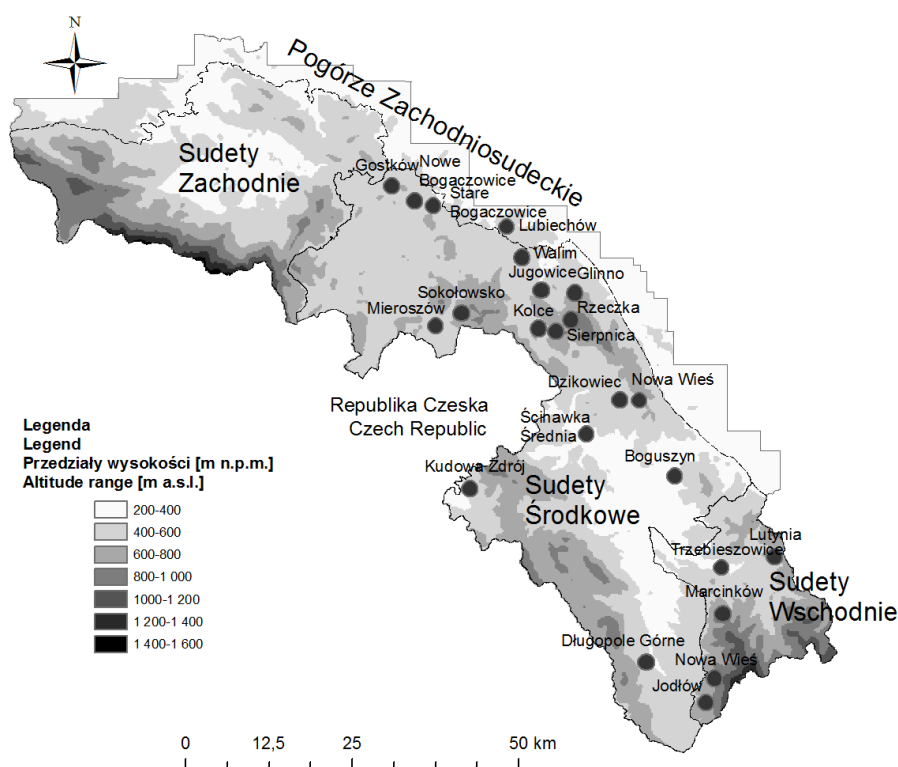 N
Pogórze Zachodniosudeckie
Sudety
Zachodnie
Gostków
Nowe
Bogaczowice
Stare
Bogaczowice
Lubiechów
Walim
Jugowice
Glinno
Sokołowsko
Mieroszów
Kolce
Rzeczka
Sierpnica
Dzikowiec
Nowa Wieś
Republika Czeska
Czech Republic
Ścinawka
Średnia
Kudowa-Zdrój
Boguszyn
Sudety
Środkowe
Lutynia
Trzebieszowice
Marcinków
Sudety
Wschodnie
Długopole Górne
Nowa Wieś
Jodłów
Legenda
Legend
Przedziały wysokości [m n.p.m.]
Altitude range [m a.s.l.]
200-400
400-600
600-800
800-1 000
1000-1 200
1 200-1 400
1 400-1 600
0 12,5 25 50 km